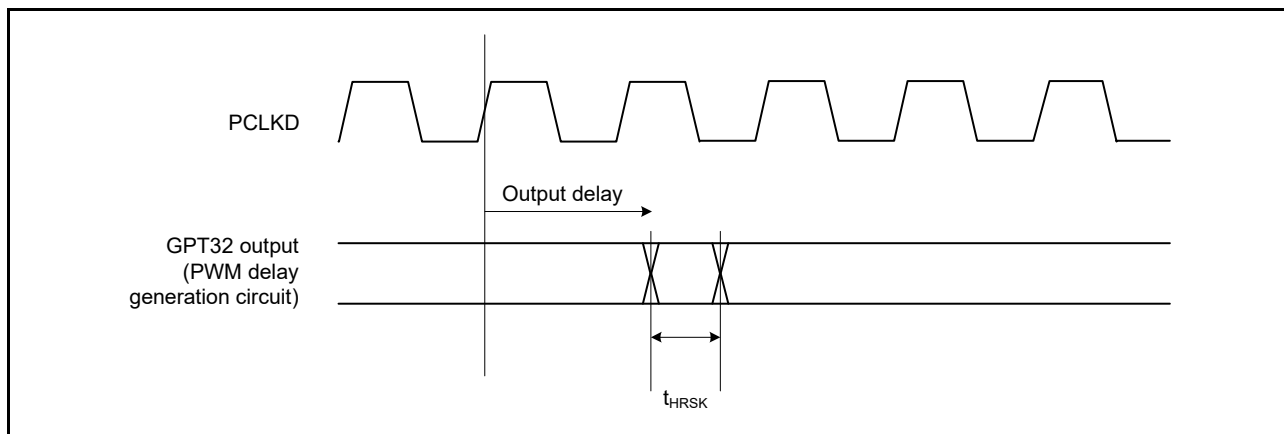 PCLKD
Output delay
GPT32 output
(PWM delay
generation circuit)
tHRSK